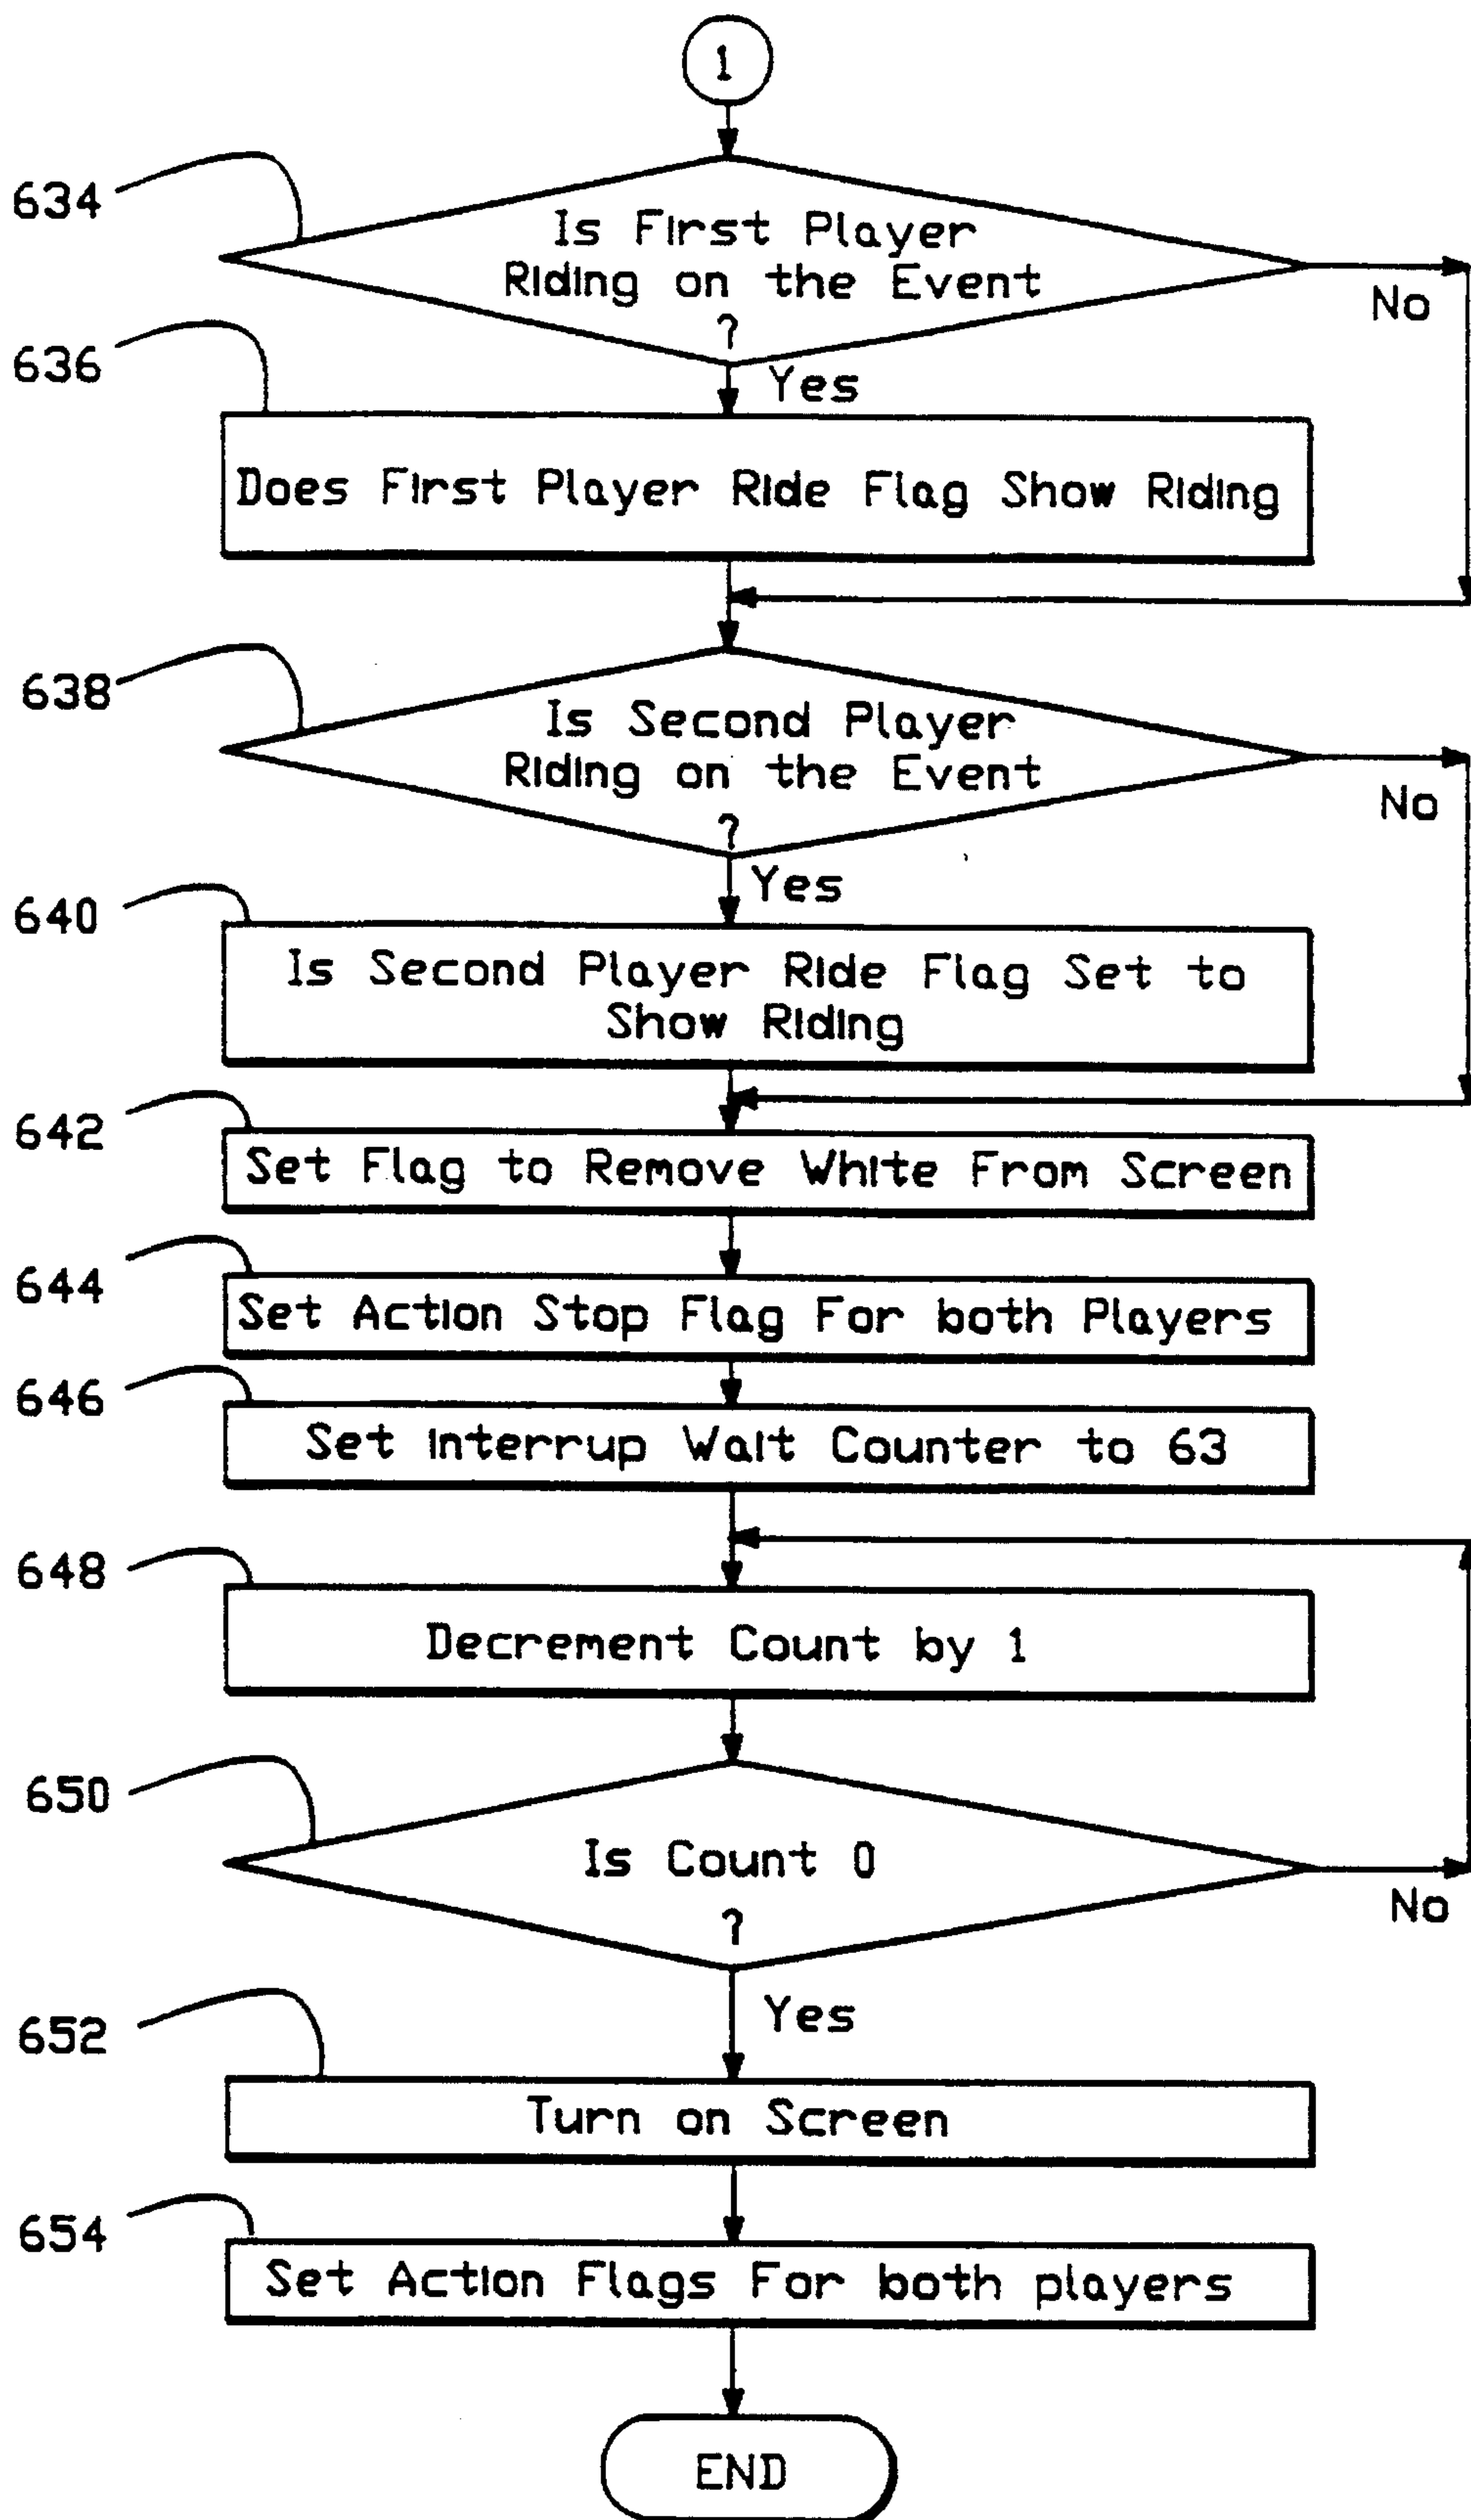 1
634
Is First Player
Riding on the Event
?
No
Yes
636
Does First Player Ride Flag Show Riding
638
Is Second Player
Riding on the Event
?
No
Yes
640
Is Second Player Ride Flag Set to
Show Riding
642
Set Flag to Remove White From Screen
644
Set Action Stop Flag For both Players
646
Set Interrup Wait Counter to 63
648
Decrement Count by 1
650
Is Count 0
?
No
Yes
652
Turn on Screen
654
Set Action Flags For both players
END